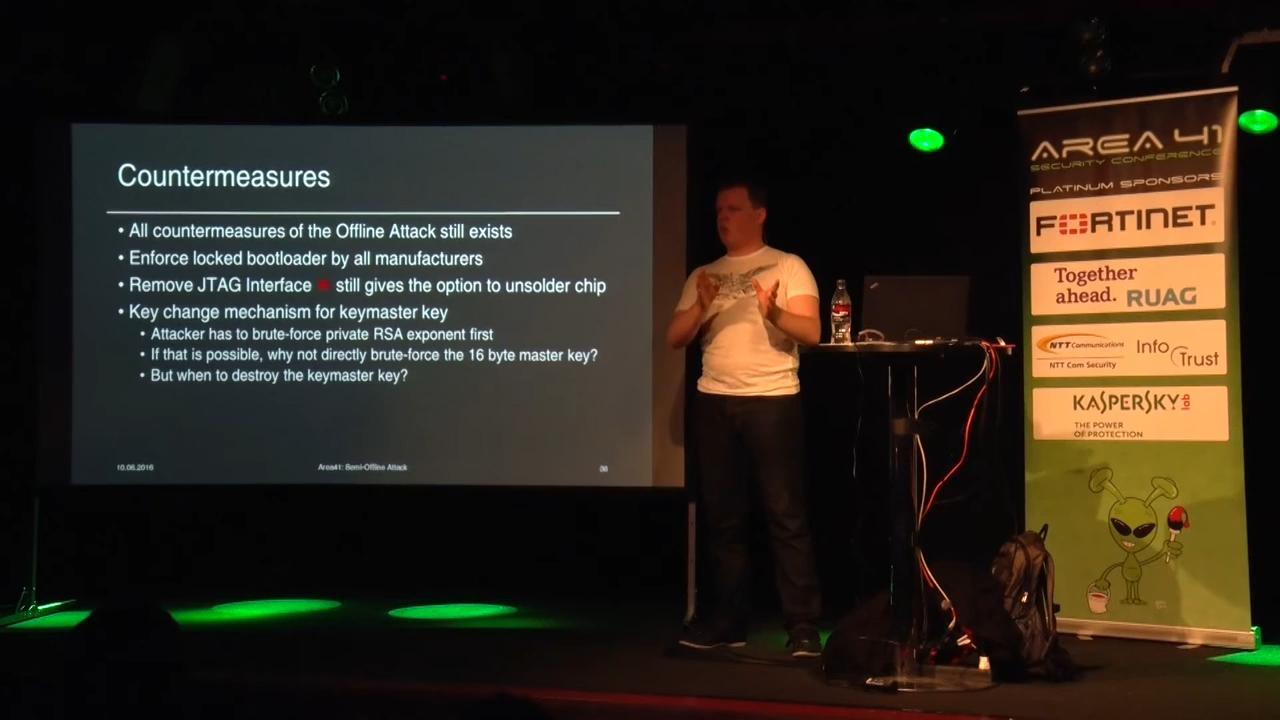 Countermeasures
• All countermeasures of the Offline Attack still exists
• Enforce locked bootloader by all manufacturers
• Remove JTAG Interface still gives the option to unsolder chip
• Key change mechanism for keymaster key
• Attacker has to brute-force private RSA exponent first
• If that is possible, why not directly brute-force the 16 byte master key?
• But when to destroy the keymaster key?
10.06.2016
Area41: Semi-Offline Attack
AREA 41
SECURITY CONFERENCE
PLATINUM SPONSORS
FORTINET
Together
ahead. RUAG
NTT Communications
NTT Com Security
Info Trust
KASPERSKY lab
THE POWER
OF PROTECTION